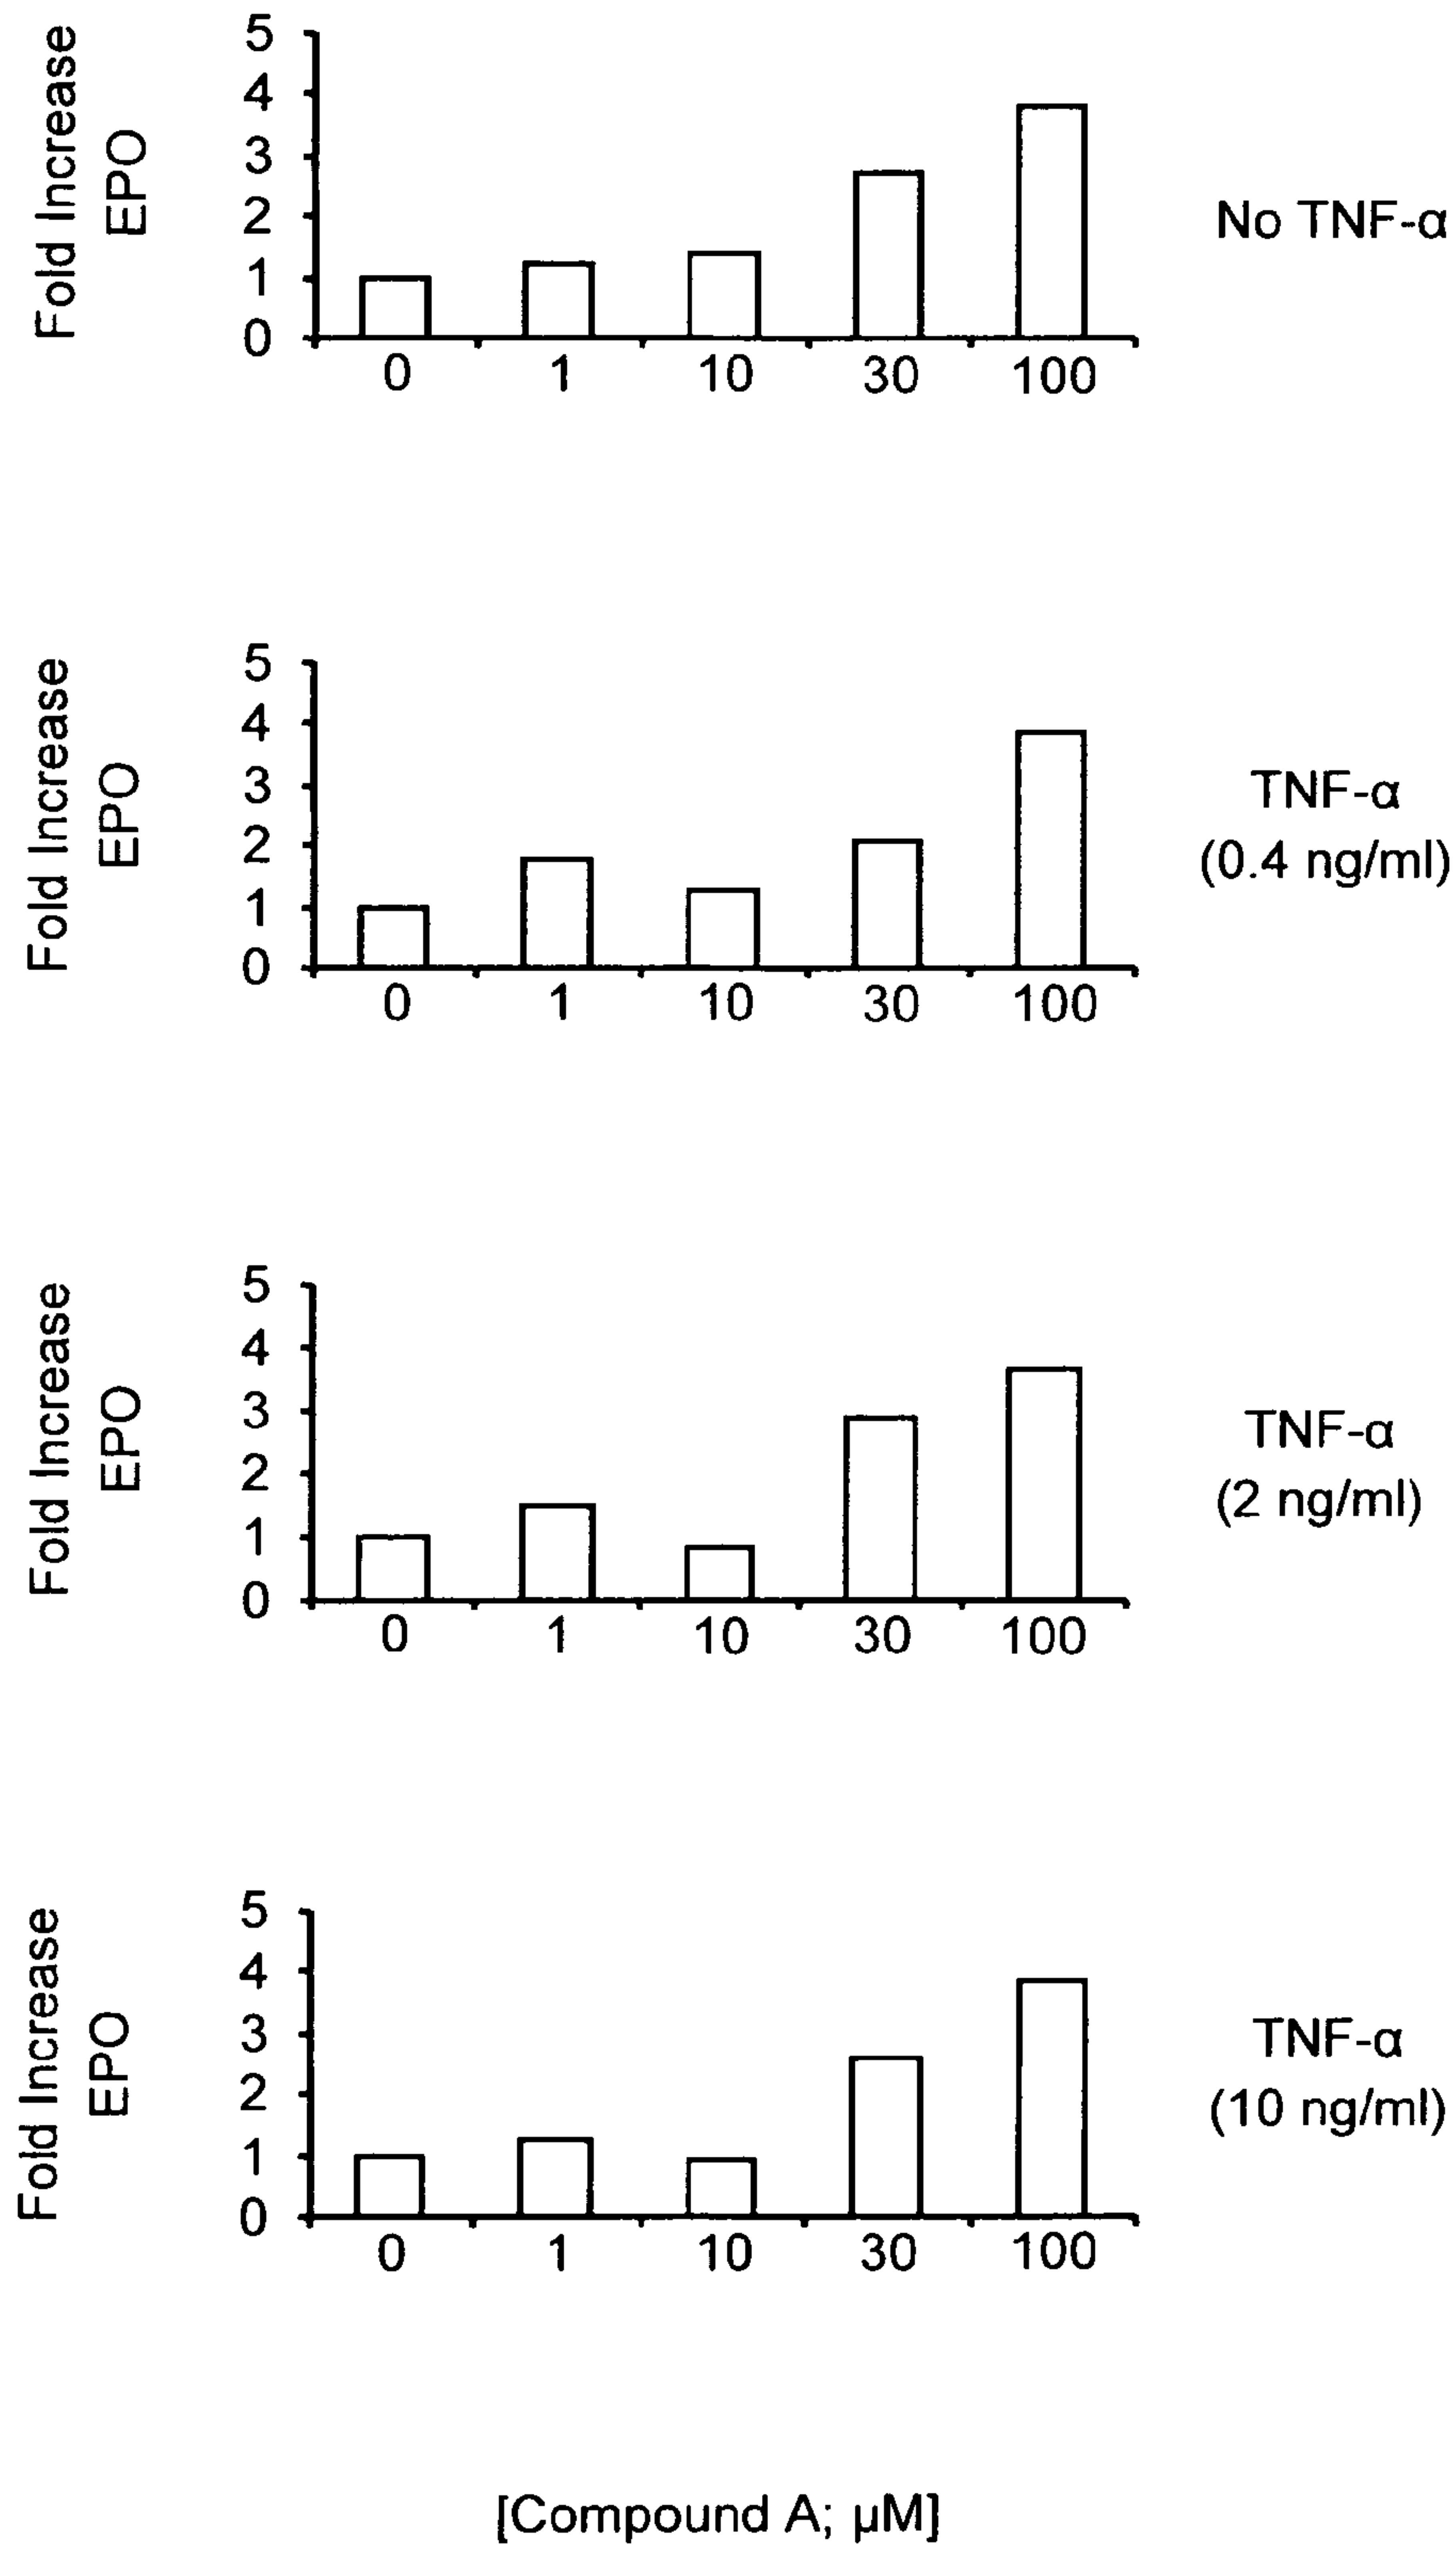 Fold Increase
EPO
5
4
3
2
1
0
0 1 10 30 100
No TNF-α
Fold Increase
EPO
5
4
3
2
1
0
0 1 10 30 100
TNF-α
(0.4 ng/ml)
Fold Increase
EPO
5
4
3
2
1
0
0 1 10 30 100
TNF-α
(2 ng/ml)
Fold Increase
EPO
5
4
3
2
1
0
0 1 10 30 100
TNF-α
(10 ng/ml)
[Compound A; µM]